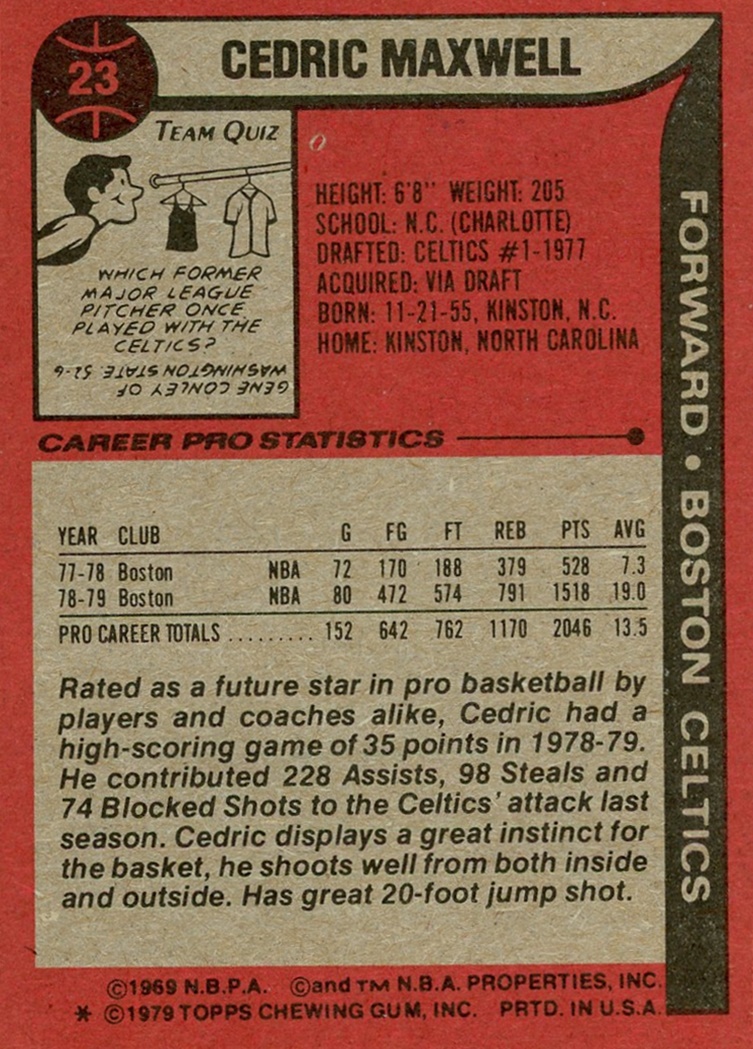 23
CEDRIC MAXWELL
TEAM QUIZ
WHICH FORMER
MAJOR LEAGUE
PITCHER ONCE
PLAYED WITH THE
CELTICS?
GENE CONLEY OF
WASHINGTON STATE. 52-6
HEIGHT: 6'8" WEIGHT: 205
SCHOOL: N.C. (CHARLOTTE)
DRAFTED: CELTICS #1-1977
ACQUIRED: VIA DRAFT
BORN: 11-21-55, KINSTON, N.C.
HOME: KINSTON, NORTH CAROLINA
FORWARD • BOSTON CELTICS
CAREER PRO STATISTICS
YEAR CLUB G FG FT REB PTS AVG
77-78 Boston NBA 72 170 188 379 528 7.3
78-79 Boston NBA 80 472 574 791 1518 19.0
PRO CAREER TOTALS ......... 152 642 762 1170 2046 13.5
Rated as a future star in pro basketball by
players and coaches alike, Cedric had a
high-scoring game of 35 points in 1978-79.
He contributed 228 Assists, 98 Steals and
74 Blocked Shots to the Celtics' attack last
season. Cedric displays a great instinct for
the basket, he shoots well from both inside
and outside. Has great 20-foot jump shot.
©1969 N.B.P.A. ©and TM N.B.A. PROPERTIES, INC.
* ©1979 TOPPS CHEWING GUM, INC. PRTD. IN U.S.A.